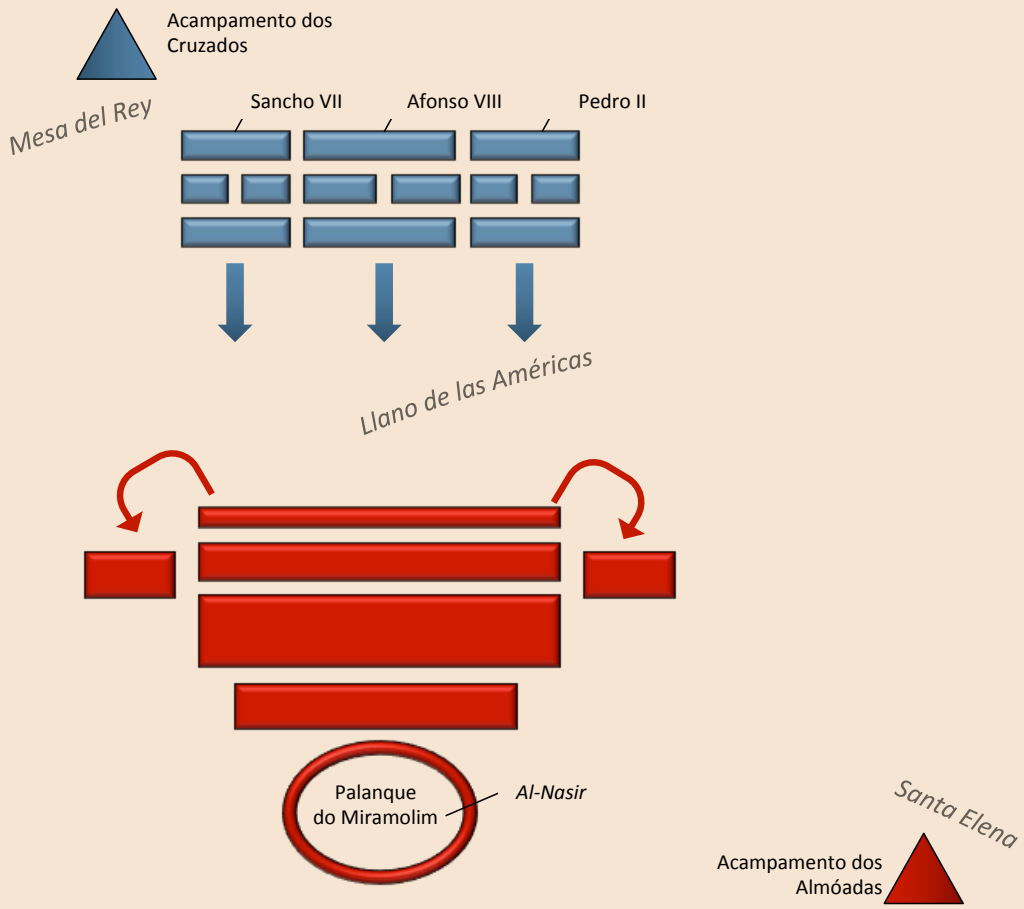 Acampamento dos
Cruzados
Mesa del Rey
Sancho VII
Afonso VIII
Pedro II
Llano de las Américas
Palanque
do Miramolim
Al-Nasir
Santa Elena
Acampamento dos
Almóadas